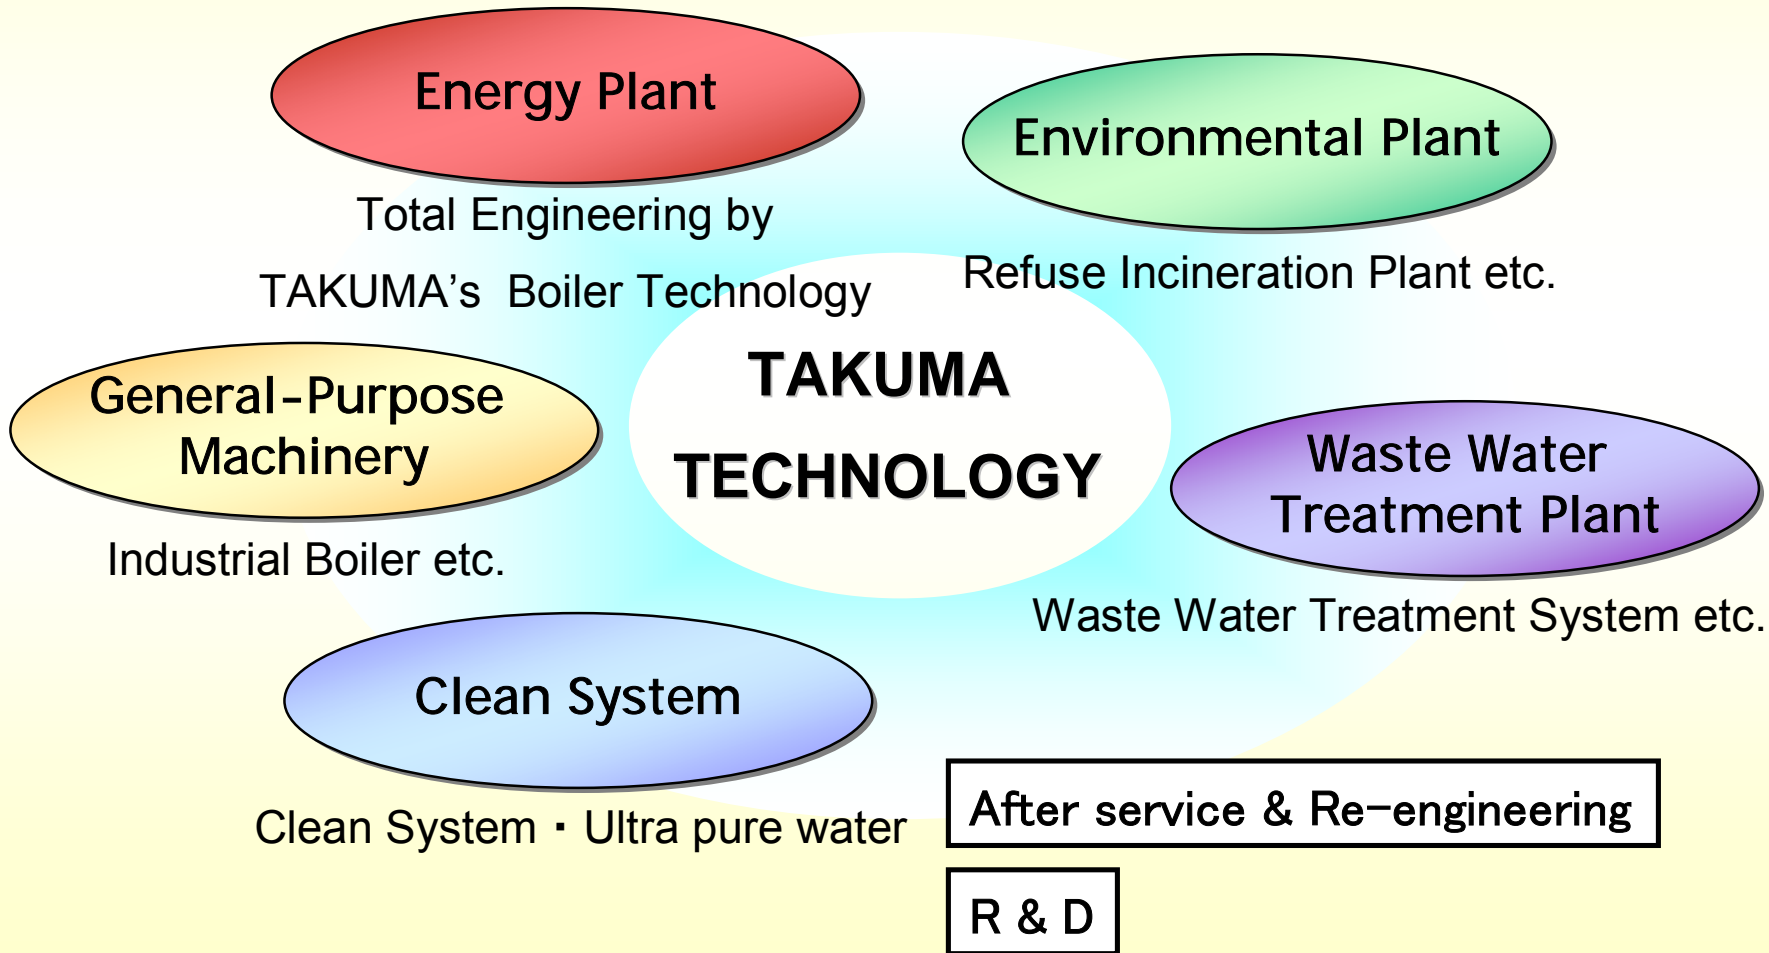 Energy Plant
Total Engineering by
TAKUMA’s Boiler Technology
Environmental Plant
Refuse Incineration Plant etc.
TAKUMA
TECHNOLOGY
General-Purpose
Machinery
Industrial Boiler etc.
Waste Water
Treatment Plant
Waste Water Treatment System etc.
Clean System
Clean System・Ultra pure water
After service & Re-engineering
R & D